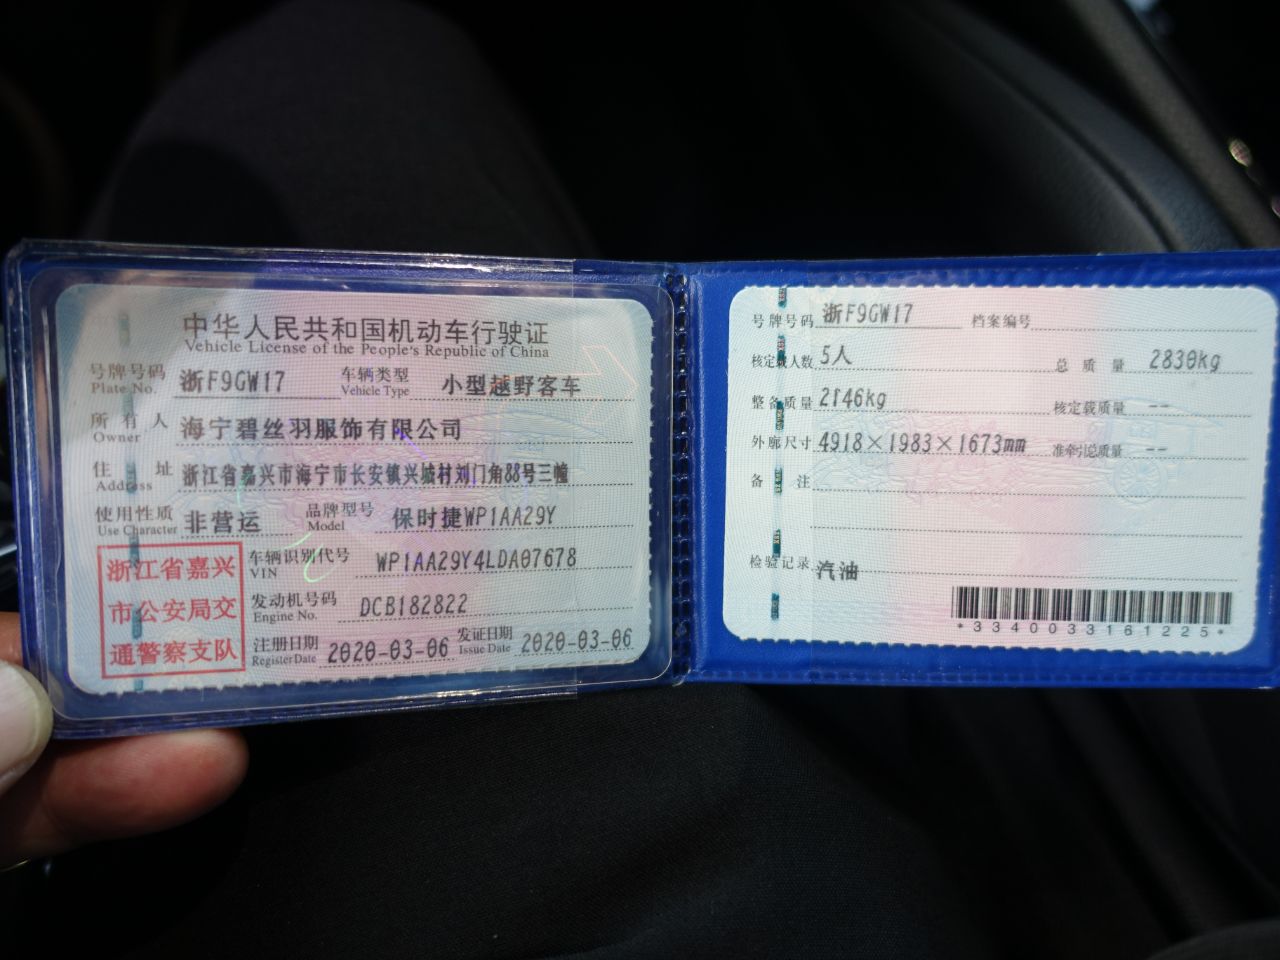 中华人民共和国机动车行驶证
Vehicle License of the People's Republic of China
号牌号码 浙F9GW17 车辆类型 小型越野客车
Plate No. Vehicle Type
所有人 海宁碧丝羽服饰有限公司
Owner
住址 浙江省嘉兴市海宁市长安镇兴城村刘门角88号三幢
Address
使用性质 非营运 品牌型号 保时捷WP1AA29Y
Use Character Model
浙江省嘉兴
市公安局交
通警察支队
车辆识别代号 WP1AA29Y4LDA07678
VIN
发动机号码 DCB182822
Engine No.
注册日期 2020-03-06 发证日期 2020-03-06
Register Date Issue Date
号牌号码 浙F9GW17 档案编号
核定载人数 5人 总质量 2830kg
整备质量 2146kg 核定载质量 --
外廓尺寸 4918×1983×1673mm 准牵引总质量 --
备注
检验记录 汽油
*3340033161225*